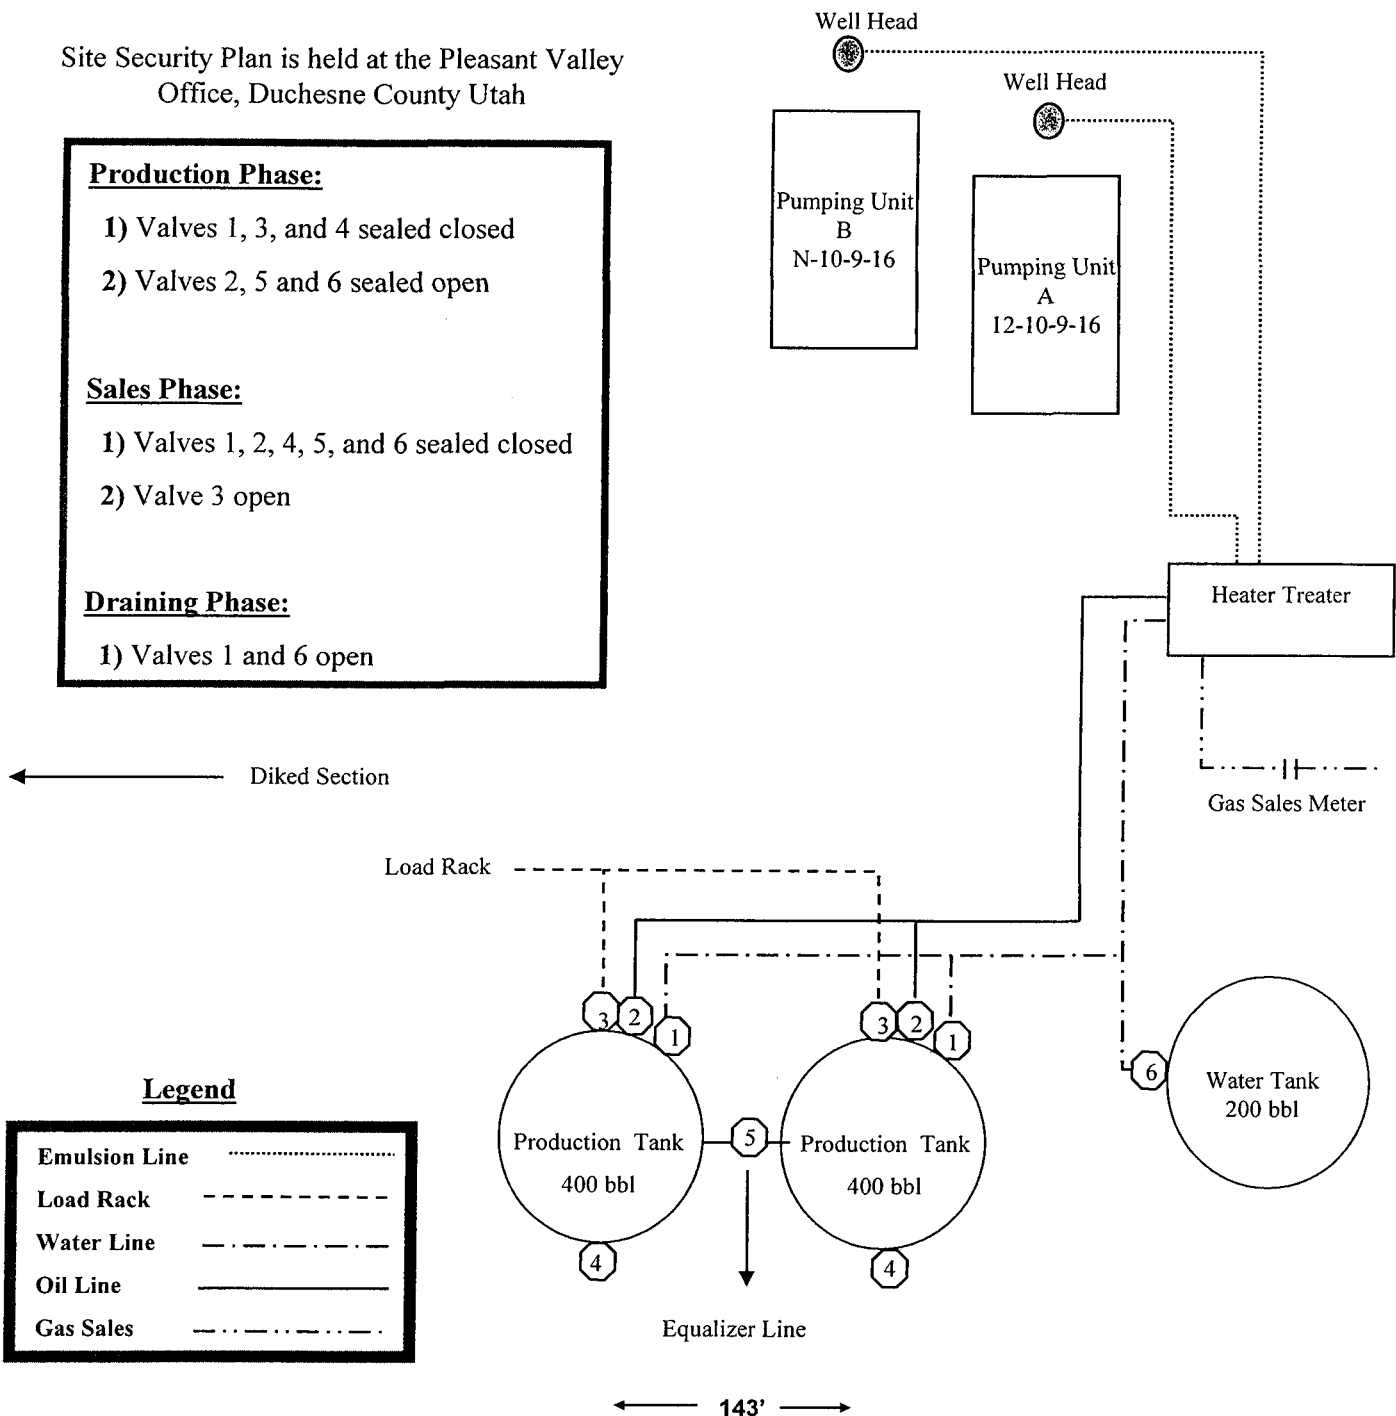 Site Security Plan is held at the Pleasant Valley
Office, Duchesne County Utah
Well Head
Well Head
Production Phase:
1) Valves 1, 3, and 4 sealed closed
2) Valves 2, 5 and 6 sealed open
Sales Phase:
1) Valves 1, 2, 4, 5, and 6 sealed closed
2) Valve 3 open
Draining Phase:
1) Valves 1 and 6 open
Pumping Unit
B
N-10-9-16
Pumping Unit
A
12-10-9-16
Heater Treater
Diked Section
Gas Sales Meter
Load Rack
3
2
1
3
2
1
6
Water Tank
200 bbl
Production Tank
400 bbl
5
Production Tank
400 bbl
4
4
Equalizer Line
Legend
Emulsion Line
Load Rack
Water Line
Oil Line
Gas Sales
143'